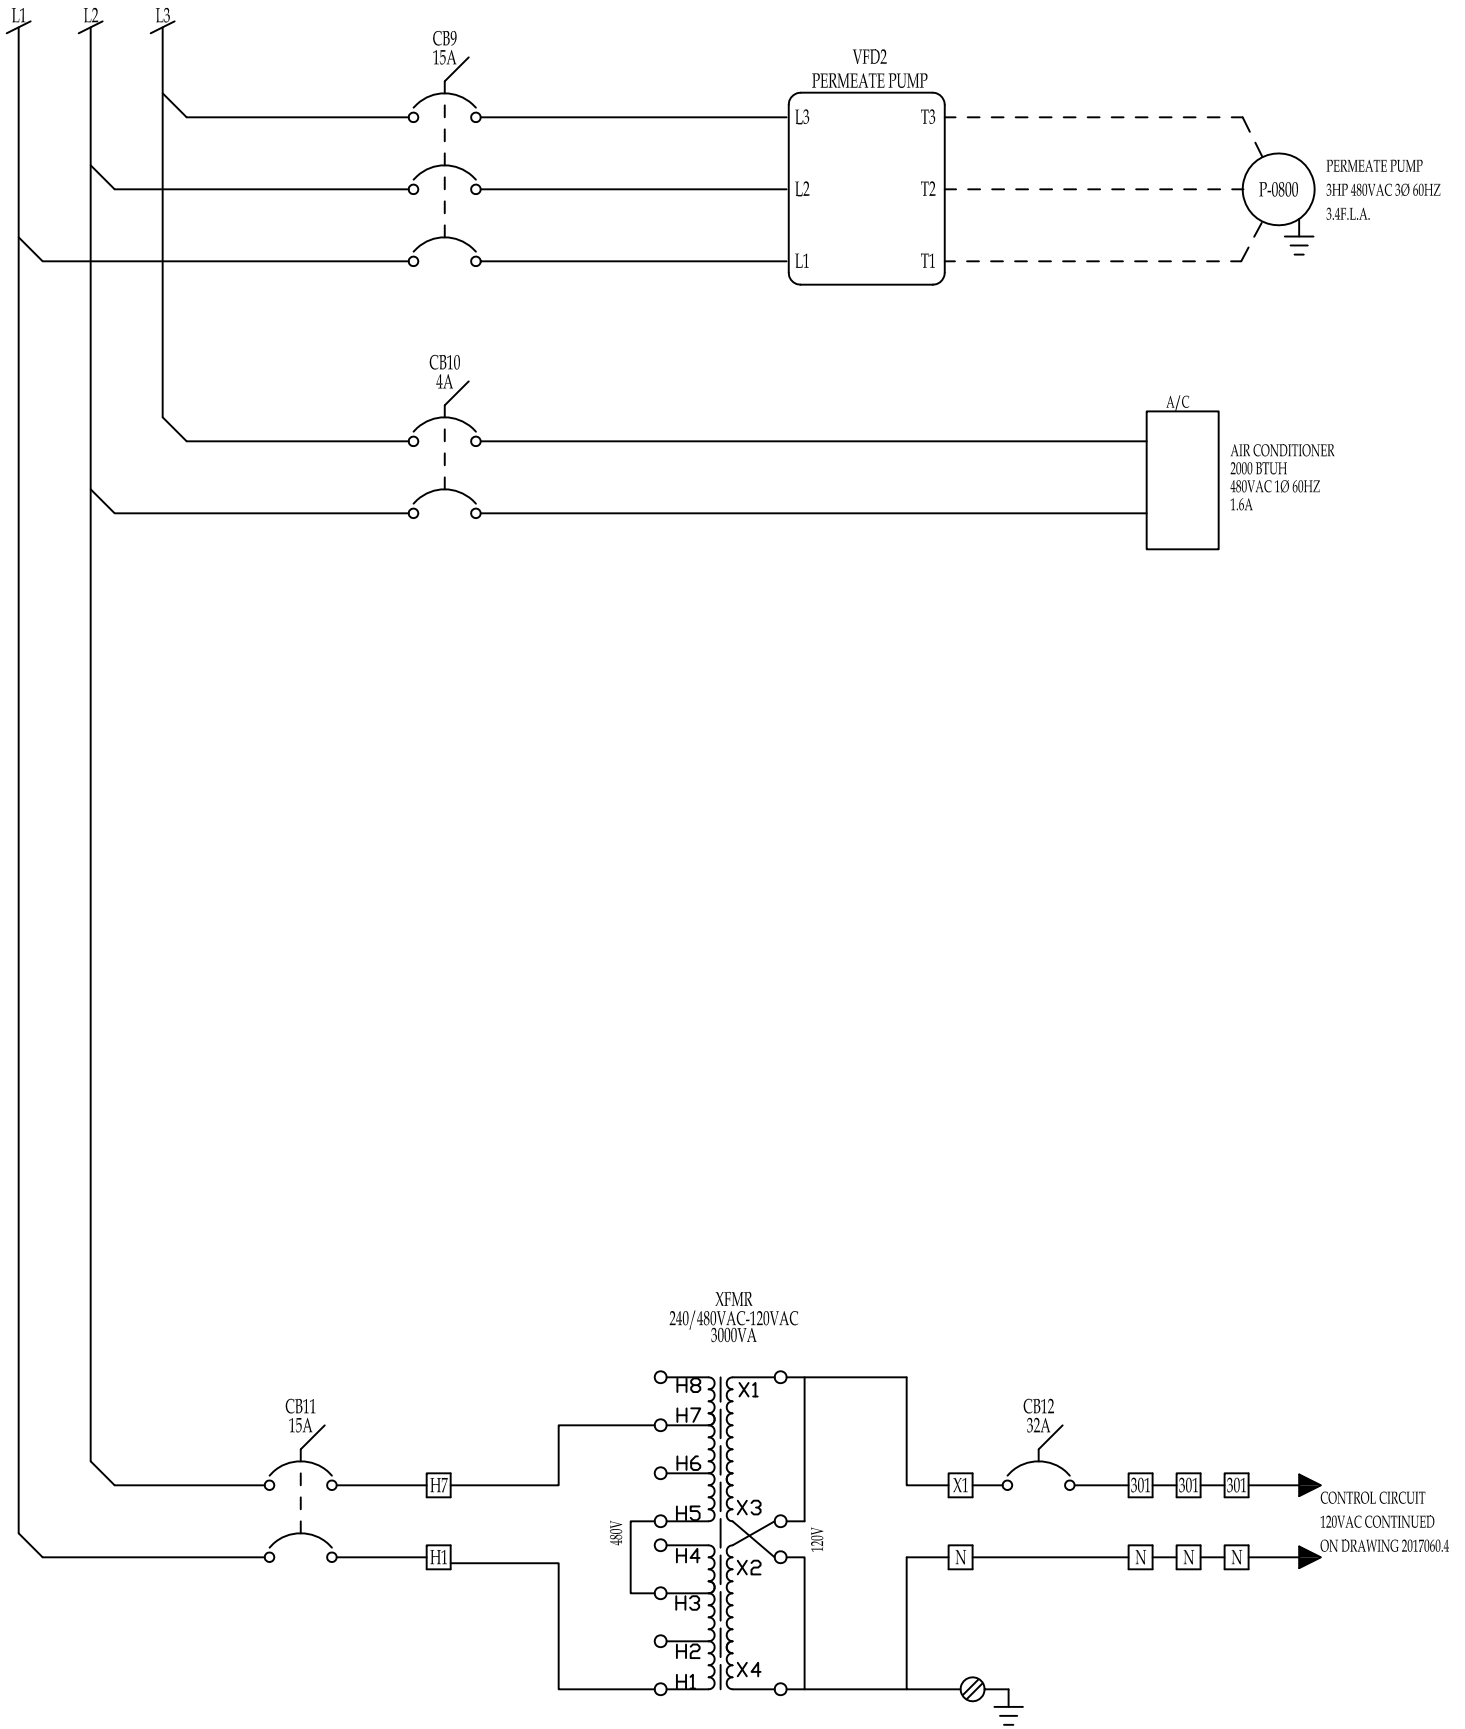 L1
L2
L3
CB9
15A
VFD2
PERMEATE PUMP
L3
T3
L2
T2
L1
T1
P-0800
PERMEATE PUMP
3HP 480VAC 3Ø 60HZ
3.4F.L.A.
CB10
4A
A/C
AIR CONDITIONER
2000 BTUH
480VAC 1Ø 60HZ
1.6A
XFMR
240/480VAC-120VAC
3000VA
CB11
15A
H7
H1
480V
H8
H7
H6
H5
H4
H3
H2
H1
X1
X3
X2
X4
120V
CB12
32A
X1
301
301
301
N
N
N
N
CONTROL CIRCUIT
120VAC CONTINUED
ON DRAWING 2017060.4